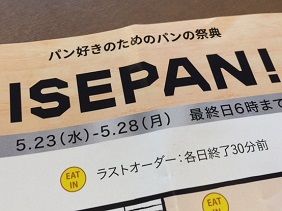 パン好きのためのパンの祭典
ISEPAN!
5.23(水)-5.28(月) 最終日6時まで
EAT IN
ラストオーダー:各日終了30分前
EAT IN